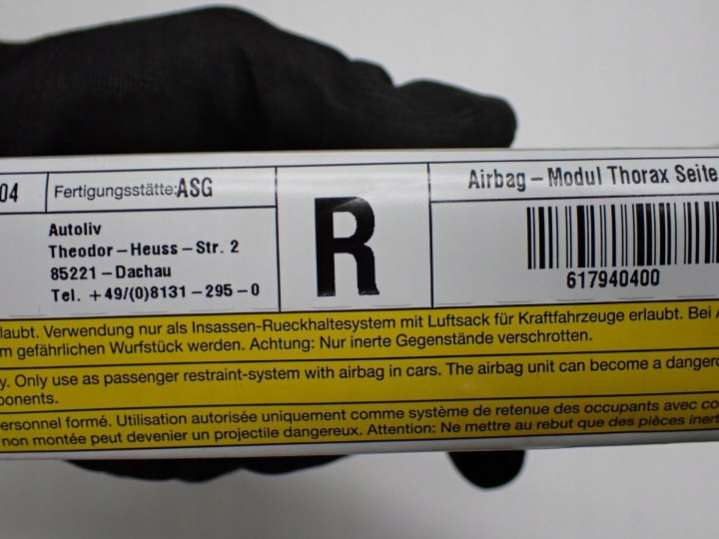 04
Fertigungsstätte:ASG
Autoliv
Theodor-Heuss-Str. 2
85221-Dachau
Tel. +49/(0)8131-295-0
R
Airbag-Modul Thorax Seite
617940400
laubt. Verwendung nur als Insassen-Rueckhaltesystem mit Luftsack für Kraftfahrzeuge erlaubt. Bei
m gefährlichen Wurfstück werden. Achtung: Nur inerte Gegenstände verschrotten.
y. Only use as passenger restraint-system with airbag in cars. The airbag unit can become a dangero
ponents.
ersonnel formé. Utilisation autorisée uniquement comme système de retenue des occupants avec co
non montée peut devenier un projectile dangereux. Attention: Ne mettre au rebut que des pièces inert